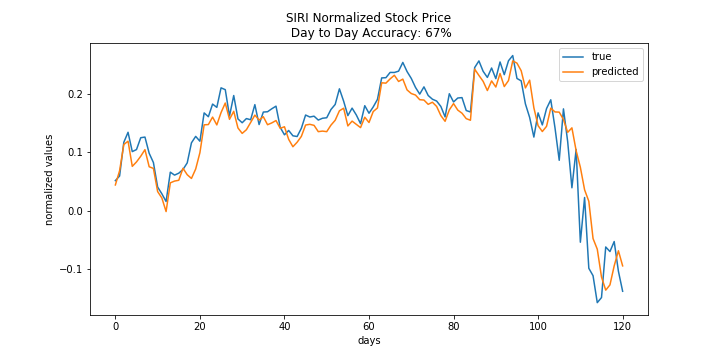 SIRI Normalized Stock Price
Day to Day Accuracy: 67%
true
predicted
normalized values
0.2
0.1
0.0
−0.1
0
20
40
60
80
100
120
days